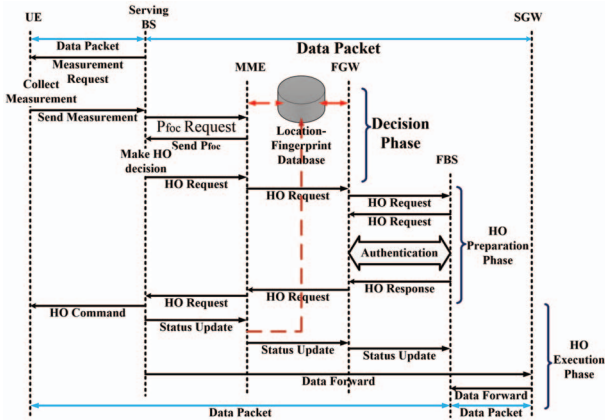 UE
Serving
BS
SGW
Data Packet
Data Packet
Measurement
Request
MME
FGW
Collect
Measurement
Send Measurement
Pfoc Request
Send Pfoc
Location-
Fingerprint
Database
Decision
Phase
Make HO
decision
FBS
HO Request
HO Request
HO Request
HO Request
HO
Preparation
Phase
Authentication
HO Response
HO Request
HO Request
HO Command
Status Update
Status Update
Status Update
HO
Execution
Phase
Data Forward
Data Forward
Data Packet
Data Packet